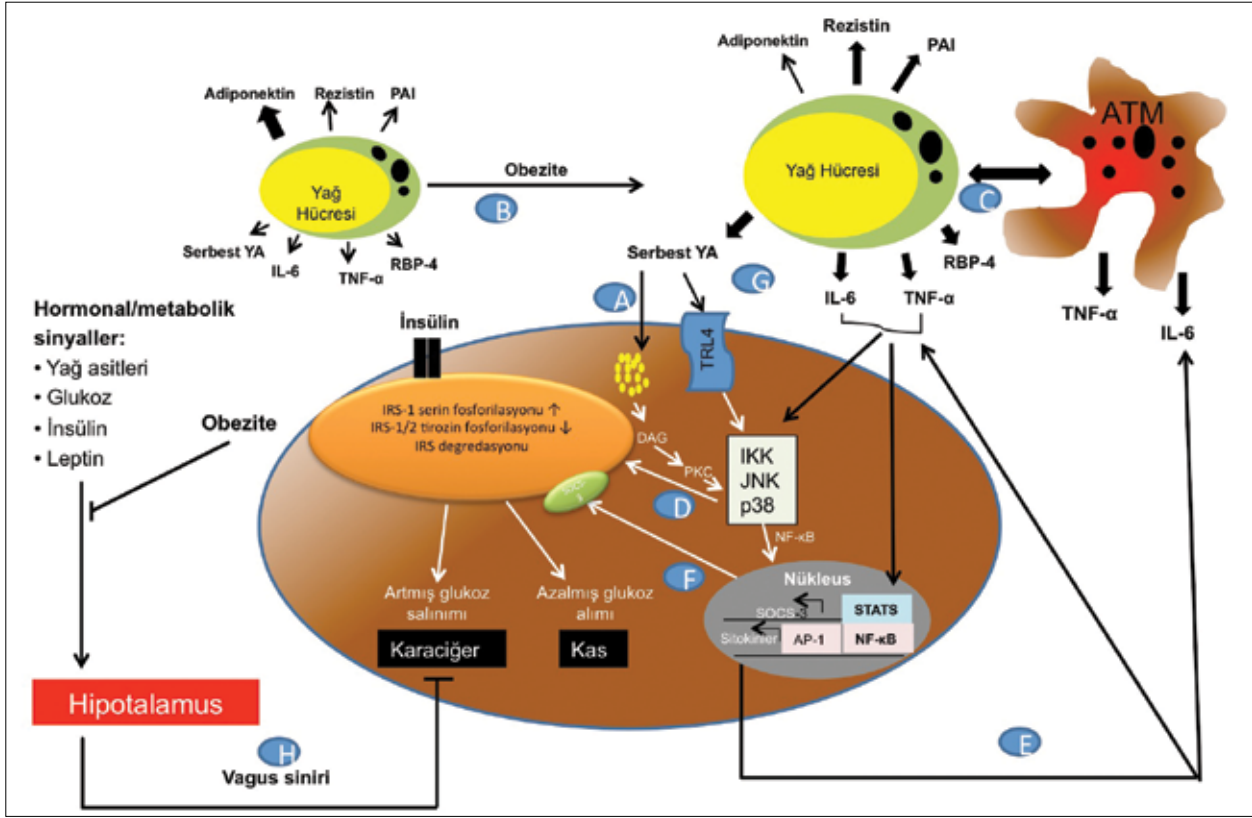 Adiponektin
Rezistin
PAI
Yağ
Hücresi
Serbest YA
IL-6
TNF-α
RBP-4
Obezite
B
Adiponektin
Rezistin
PAI
Yağ Hücresi
ATM
C
Serbest YA
RBP-4
IL-6
TNF-α
TNF-α
IL-6
G
A
Hormonal/metabolik
sinyaller:
• Yağ asitleri
• Glukoz
• İnsülin
• Leptin
Obezite
İnsülin
TRL4
IRS-1 serin fosforilasyonu ↑
IRS-1/2 tirozin fosforilasyonu ↓
IRS degredasyonu
DAG
PKC
IKK
JNK
p38
D
NF-κB
F
Nükleus
SOCS-3
STATS
Sitokinler
AP-1
NF-κB
Artmış glukoz
salınımı
Azalmış glukoz
alımı
Karaciğer
Kas
Hipotalamus
H
Vagus siniri
E